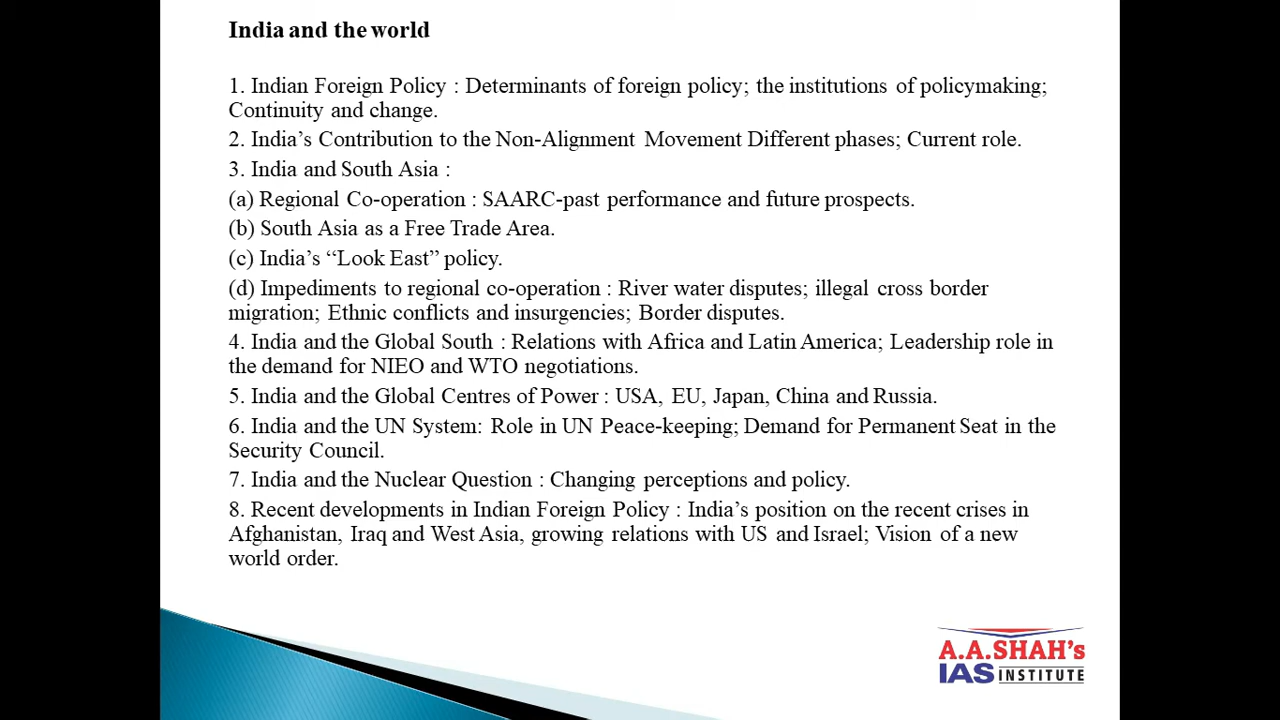 India and the world
1. Indian Foreign Policy : Determinants of foreign policy; the institutions of policymaking;
Continuity and change.
2. India’s Contribution to the Non-Alignment Movement Different phases; Current role.
3. India and South Asia :
(a) Regional Co-operation : SAARC-past performance and future prospects.
(b) South Asia as a Free Trade Area.
(c) India’s “Look East” policy.
(d) Impediments to regional co-operation : River water disputes; illegal cross border
migration; Ethnic conflicts and insurgencies; Border disputes.
4. India and the Global South : Relations with Africa and Latin America; Leadership role in
the demand for NIEO and WTO negotiations.
5. India and the Global Centres of Power : USA, EU, Japan, China and Russia.
6. India and the UN System: Role in UN Peace-keeping; Demand for Permanent Seat in the
Security Council.
7. India and the Nuclear Question : Changing perceptions and policy.
8. Recent developments in Indian Foreign Policy : India’s position on the recent crises in
Afghanistan, Iraq and West Asia, growing relations with US and Israel; Vision of a new
world order.
A.A.SHAH’s
IAS INSTITUTE